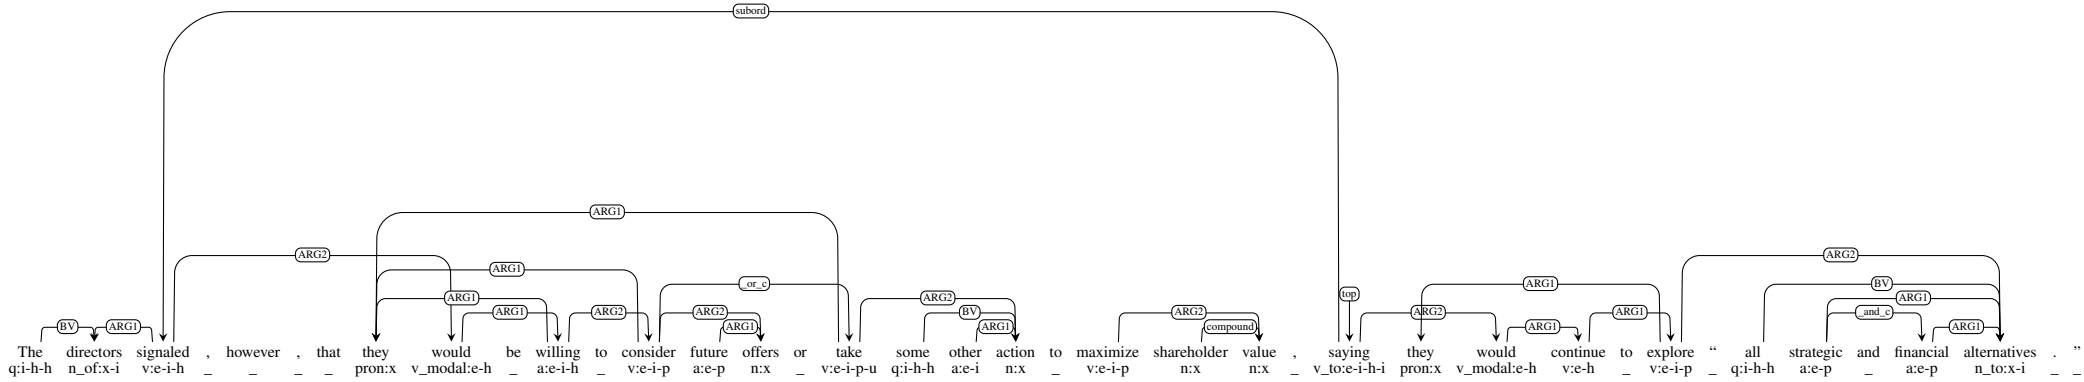 subord
ARG1
ARG2 ARG1 ARG2
_or_c top ARG1 BV
ARG1 ARG2 ARG1
ARG1 ARG2 ARG2 BV ARG2 ARG2 ARG1 _and_c
BV ARG1 ARG1 ARG1 compound ARG1 ARG1
The directors signaled , however , that they would be willing to consider future offers or take some other action to maximize shareholder value , saying they would continue to explore “ all strategic and financial alternatives . ”
q:i-h-h n_of:x-i v:e-i-h _ _ _ _ pron:x v_modal:e-h _ a:e-i-h _ v:e-i-p a:e-p n:x _ v:e-i-p-u q:i-h-h a:e-i n:x _ v:e-i-p n:x n:x _ v_to:e-i-h-i pron:x v_modal:e-h v:e-h _ v:e-i-p _ q:i-h-h a:e-p _ a:e-p n_to:x-i _ _